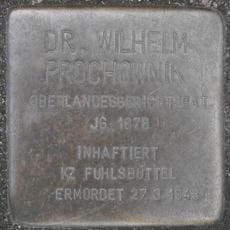 DR. WILHELM
PROCHOWNIK
OBERLANDESGERICHTSRAT
JG. 1878
INHAFTIERT
KZ FUHLSBÜTTEL
ERMORDET 27.3.1943